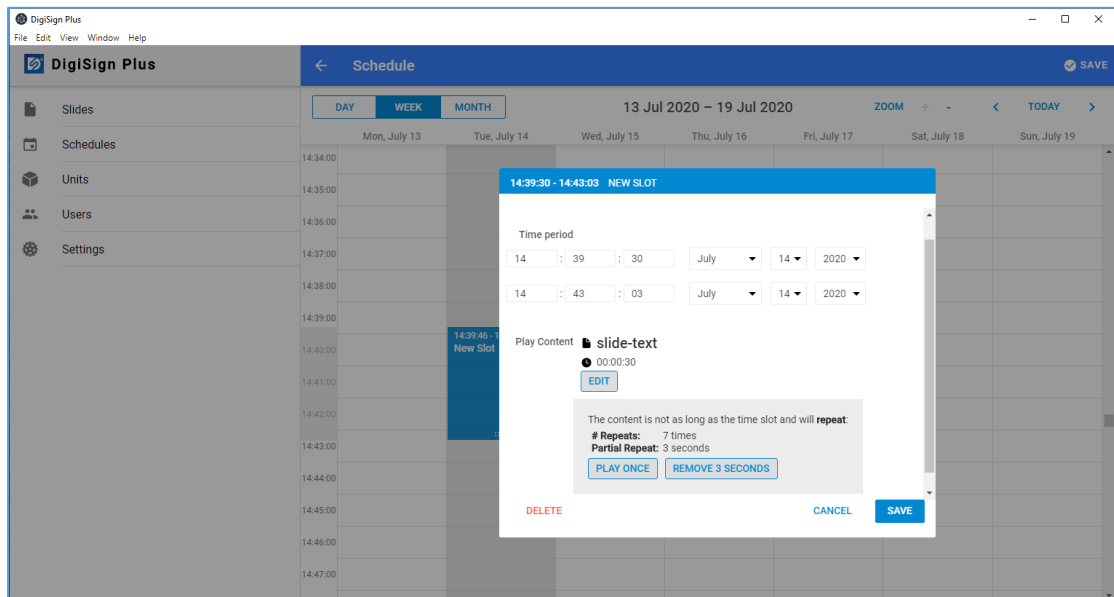 DigiSign Plus
File Edit View Window Help
DigiSign Plus
Slides
Schedules
Units
Users
Settings
Schedule
SAVE
DAY WEEK MONTH 13 Jul 2020 – 19 Jul 2020 ZOOM + - < TODAY >
Mon, July 13 Tue, July 14 Wed, July 15 Thu, July 16 Fri, July 17 Sat, July 18 Sun, July 19
14:34:00
14:35:00
14:36:00
14:37:00
14:38:00
14:39:00
14:40:00
14:41:00
14:42:00
14:43:00
14:44:00
14:45:00
14:46:00
14:47:00
14:39:46 - 1
New Slot
14:39:30 - 14:43:03 NEW SLOT
Time period
14 : 39 : 30 July 14 2020
14 : 43 : 03 July 14 2020
Play Content slide-text
00:00:30
EDIT
The content is not as long as the time slot and will repeat:
# Repeats: 7 times
Partial Repeat: 3 seconds
PLAY ONCE REMOVE 3 SECONDS
DELETE CANCEL SAVE